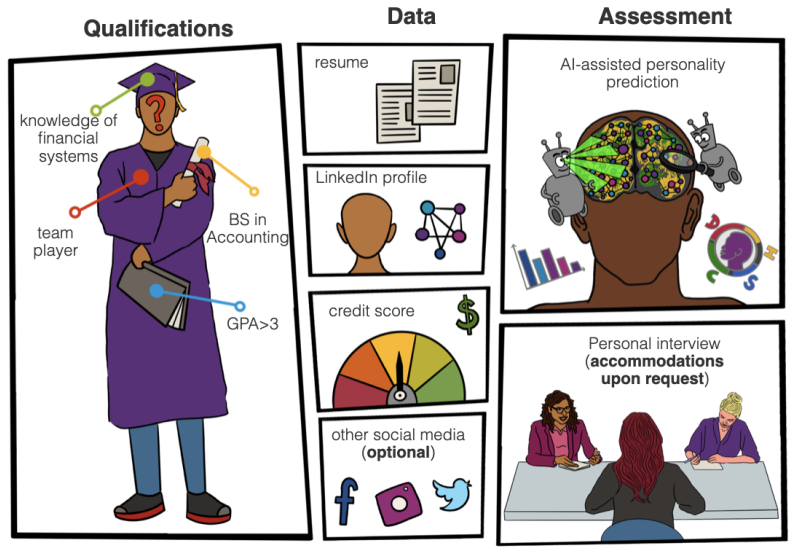 Qualifications
knowledge of
financial
systems
team
player
BS in
Accounting
GPA>3
Data
resume
LinkedIn profile
credit score
$
other social media
(optional)
Assessment
AI-assisted personality
prediction
D
M
S
C
Personal interview
(accommodations
upon request)
?
f